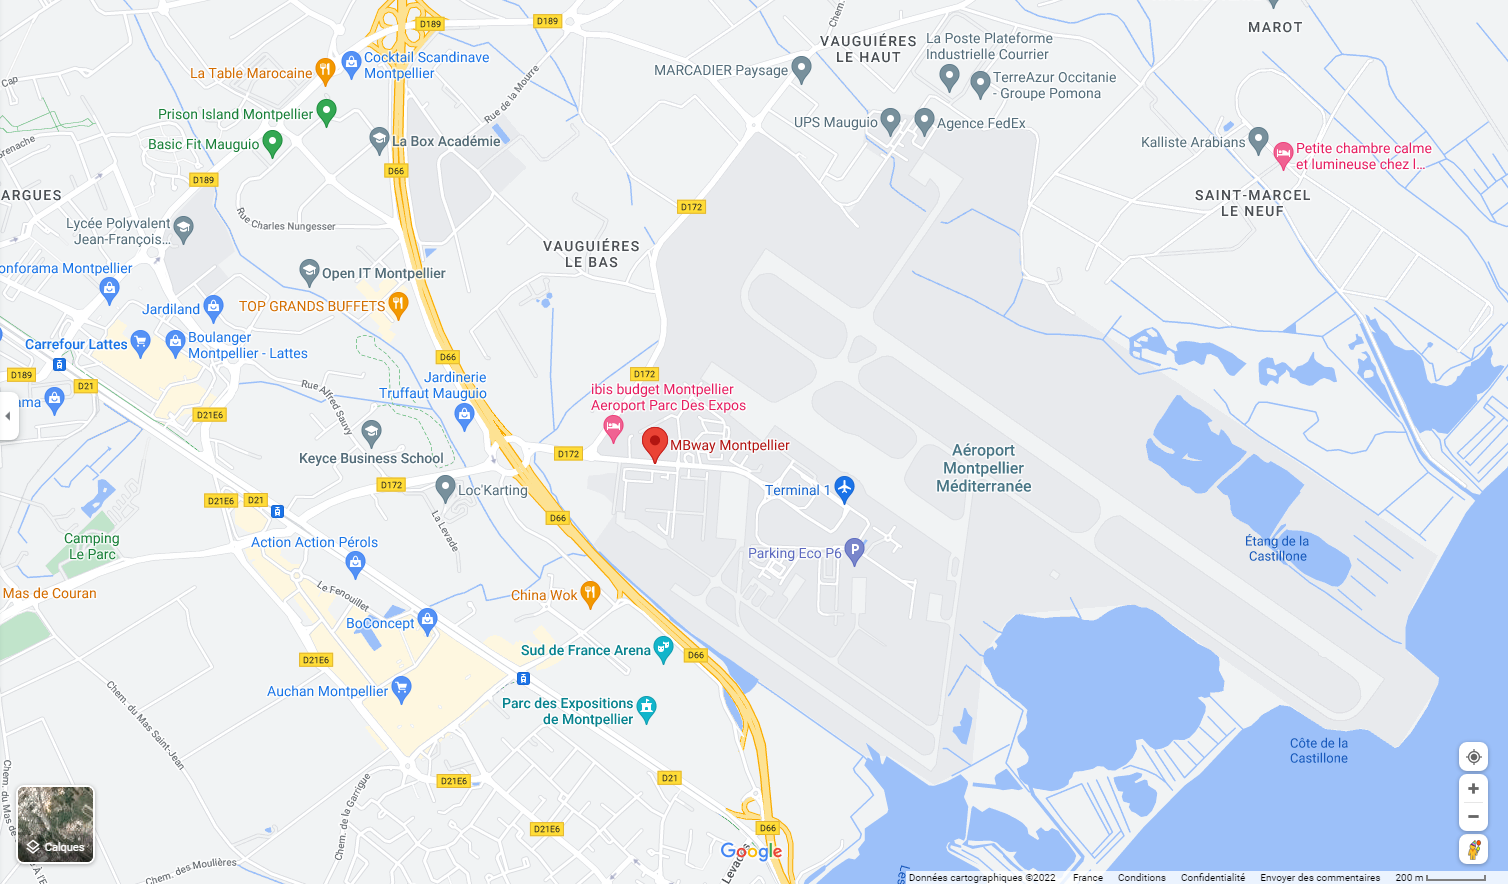 D189
D189
MAROT
VAUGUIÉRES
LE HAUT
La Poste Plateforme
Industrielle Courrier
Cocktail Scandinave
Montpellier
La Table Marocaine
MARCADIER Paysage
TerreAzur Occitanie
- Groupe Pomona
Cap
Rue de la Mourre
Prison Island Montpellier
UPS Mauguio
Agence FedEx
La Box Académie
Basic Fit Mauguio
Kalliste Arabians
Petite chambre calme
et lumineuse chez l...
Grenache
D66
D189
ARGUES
SAINT-MARCEL
LE NEUF
D172
Rue Charles Nungesser
Lycée Polyvalent
Jean-François...
VAUGUIÉRES
LE BAS
onforama Montpellier
Open IT Montpellier
Jardiland
TOP GRANDS BUFFETS
Carrefour Lattes
Boulanger
Montpellier - Lattes
D66
D189
D21
Rue Alfred Sauvy
Jardinerie
Truffaut Mauguio
D172
ibis budget Montpellier
Aeroport Parc Des Expos
ama
D21E6
MBway Montpellier
Keyce Business School
D172
Aéroport
Montpellier
Méditerranée
D172
Loc'Karting
Terminal 1
D21E6
D21
La Levade
D66
Camping
Le Parc
Action Action Pérols
Étang de la
Castillone
Parking Eco P6
Mas de Couran
Le Fenouillet
China Wok
BoConcept
D21E6
Sud de France Arena
D66
Auchan Montpellier
Chem. du Mas Saint-Jean
Parc des Expositions
de Montpellier
Côte de la
Castillone
Chem. du Mas de
D21E6
D21
Chem. de la Garrigue
D21E6
D66
Calques
Google
Levades
Chem. des Moulières
Les
Données cartographiques ©2022 France Conditions Confidentialité Envoyer des commentaires 200 m